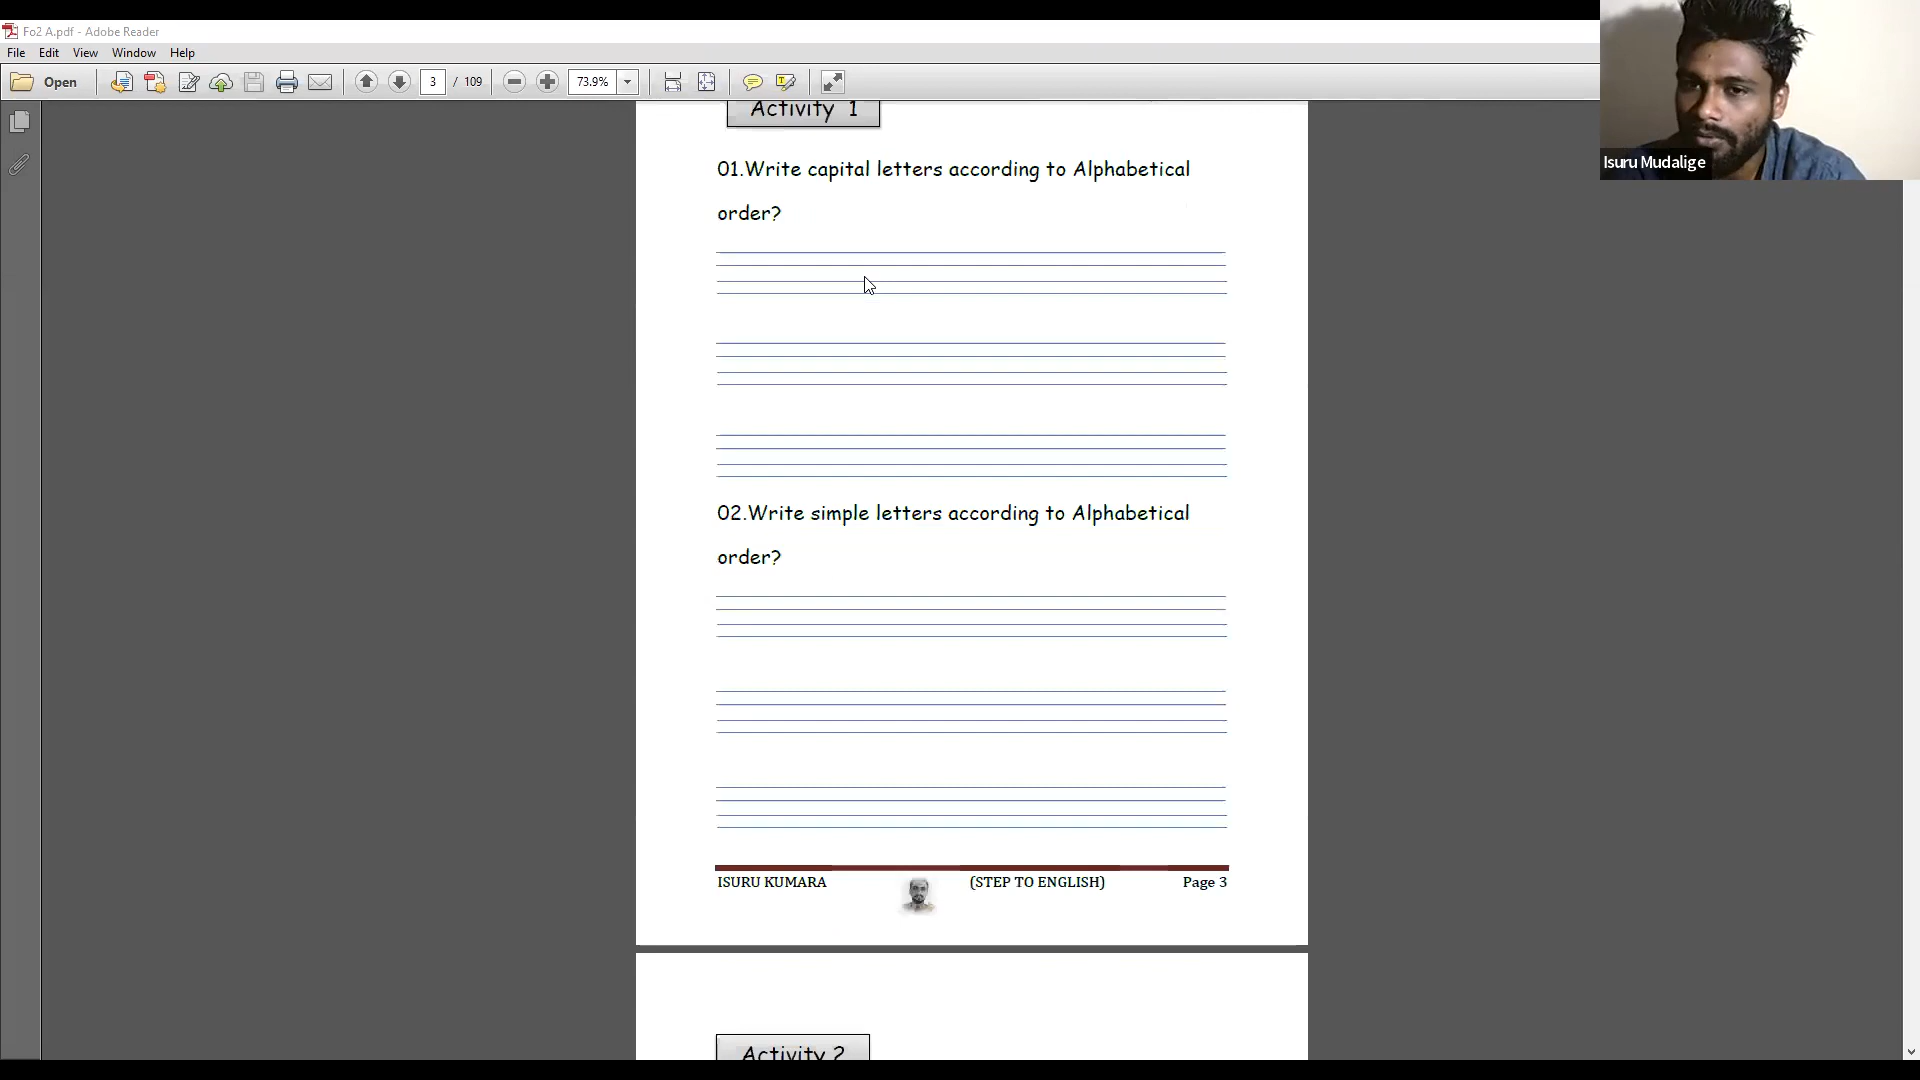 Fo2 A.pdf - Adobe Reader
File Edit View Window Help
Open 3 / 109 73.9%
Isuru Mudalige
Activity 1
01.Write capital letters according to Alphabetical
order?
02.Write simple letters according to Alphabetical
order?
ISURU KUMARA (STEP TO ENGLISH) Page 3
Activity 2